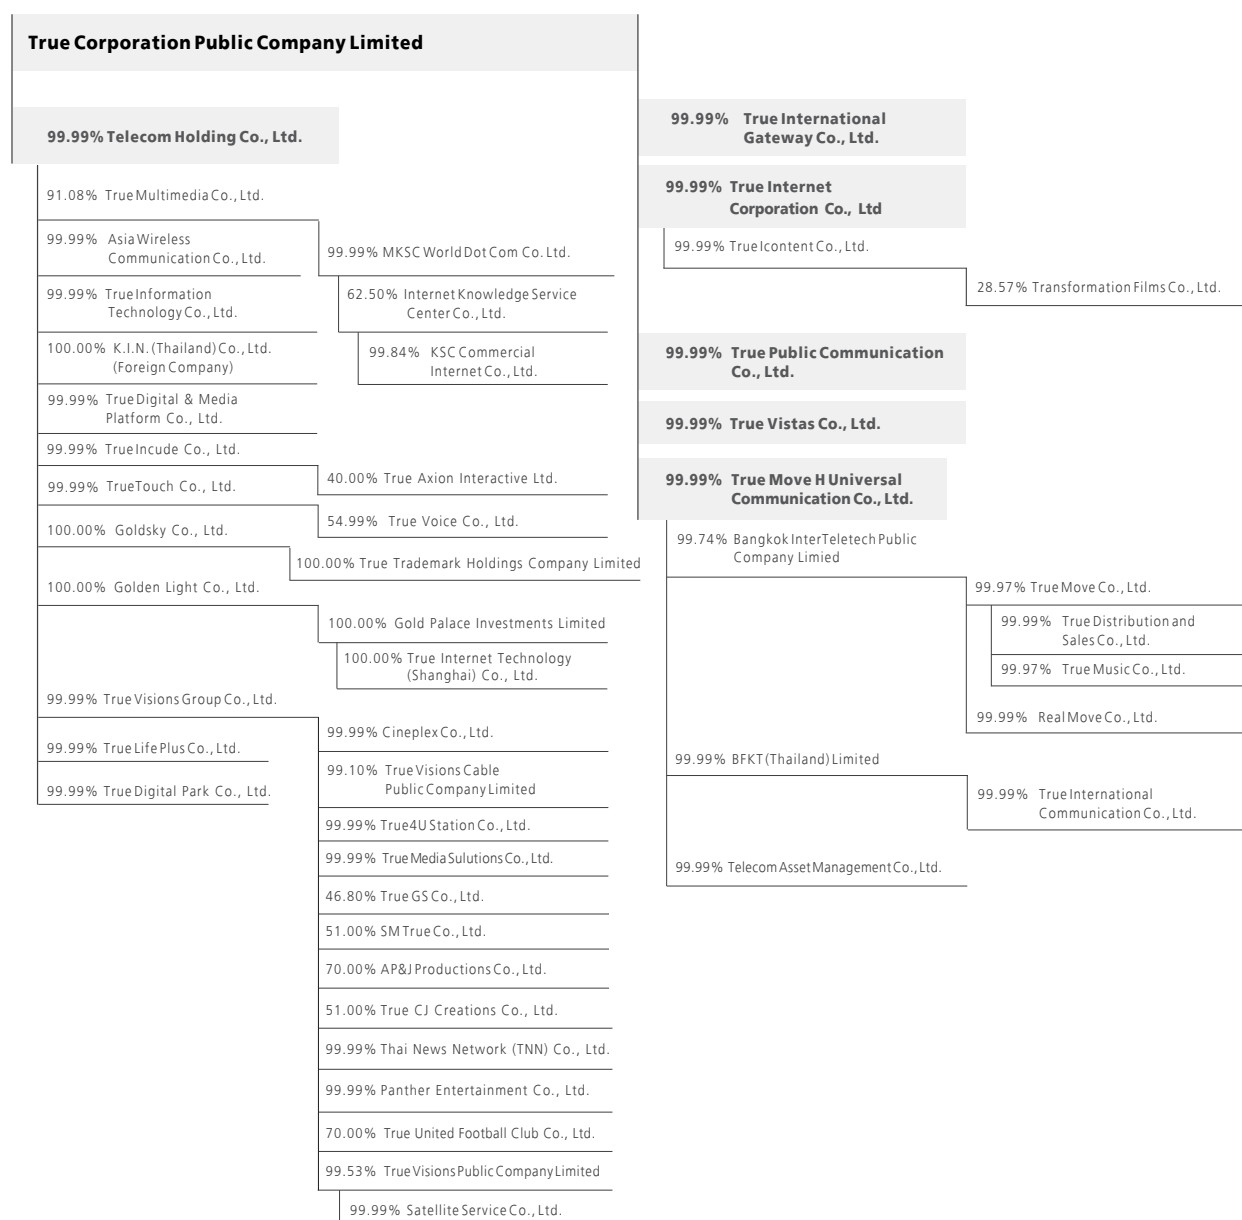 True Corporation Public Company Limited
99.99% Telecom Holding Co., Ltd.
91.08% True Multimedia Co., Ltd.
99.99% Asia Wireless
Communication Co., Ltd.
99.99% MKSC World Dot Com Co. Ltd.
99.99% True Information
Technology Co., Ltd.
62.50% Internet Knowledge Service
Center Co., Ltd.
100.00% K.I.N. (Thailand) Co., Ltd.
(Foreign Company)
99.84% KSC Commercial
Internet Co., Ltd.
99.99% True Digital & Media
Platform Co., Ltd.
99.99% True Incude Co., Ltd.
40.00% True Axion Interactive Ltd.
99.99% True Touch Co., Ltd.
54.99% True Voice Co., Ltd.
100.00% Goldsky Co., Ltd.
100.00% True Trademark Holdings Company Limited
100.00% Golden Light Co., Ltd.
100.00% Gold Palace Investments Limited
100.00% True Internet Technology
(Shanghai) Co., Ltd.
99.99% True Visions Group Co., Ltd.
99.99% Cineplex Co., Ltd.
99.10% True Visions Cable
Public Company Limited
99.99% True4U Station Co., Ltd.
99.99% True Media Sulutions Co., Ltd.
46.80% True GS Co., Ltd.
51.00% SM True Co., Ltd.
70.00% AP&J Productions Co., Ltd.
51.00% True CJ Creations Co., Ltd.
99.99% Thai News Network (TNN) Co., Ltd.
99.99% Panther Entertainment Co., Ltd.
70.00% True United Football Club Co., Ltd.
99.53% True Visions Public Company Limited
99.99% Satellite Service Co., Ltd.
99.99% True Life Plus Co., Ltd.
99.99% True Digital Park Co., Ltd.
99.99% True International
Gateway Co., Ltd.
99.99% True Internet
Corporation Co., Ltd
99.99% True Icontent Co., Ltd.
28.57% Transformation Films Co., Ltd.
99.99% True Public Communication
Co., Ltd.
99.99% True Vistas Co., Ltd.
99.99% True Move H Universal
Communication Co., Ltd.
99.74% Bangkok Inter Teletech Public
Company Limied
99.97% True Move Co., Ltd.
99.99% True Distribution and
Sales Co., Ltd.
99.97% True Music Co., Ltd.
99.99% Real Move Co., Ltd.
99.99% BFKT (Thailand) Limited
99.99% True International
Communication Co., Ltd.
99.99% Telecom Asset Management Co., Ltd.